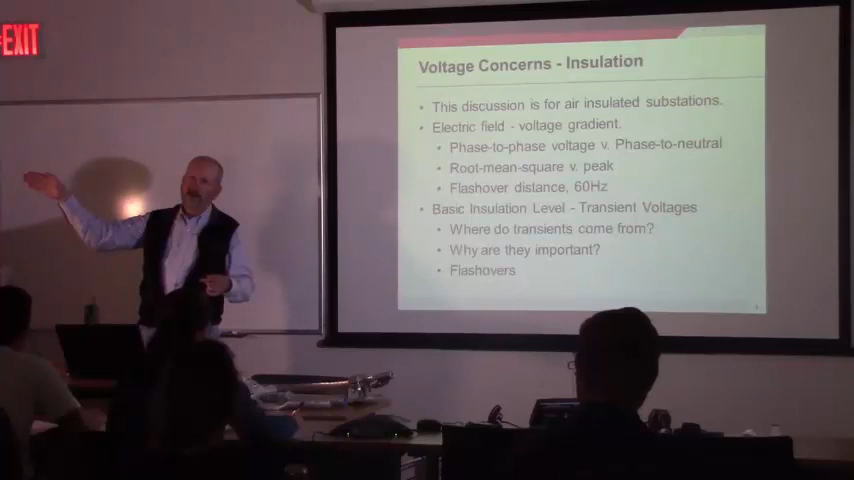 EXIT
Voltage Concerns - Insulation
• This discussion is for air insulated substations.
• Electric field - voltage gradient.
• Phase-to-phase voltage v. Phase-to-neutral
• Root-mean-square v. peak
• Flashover distance, 60Hz
• Basic Insulation Level - Transient Voltages
• Where do transients come from?
• Why are they important?
• Flashovers